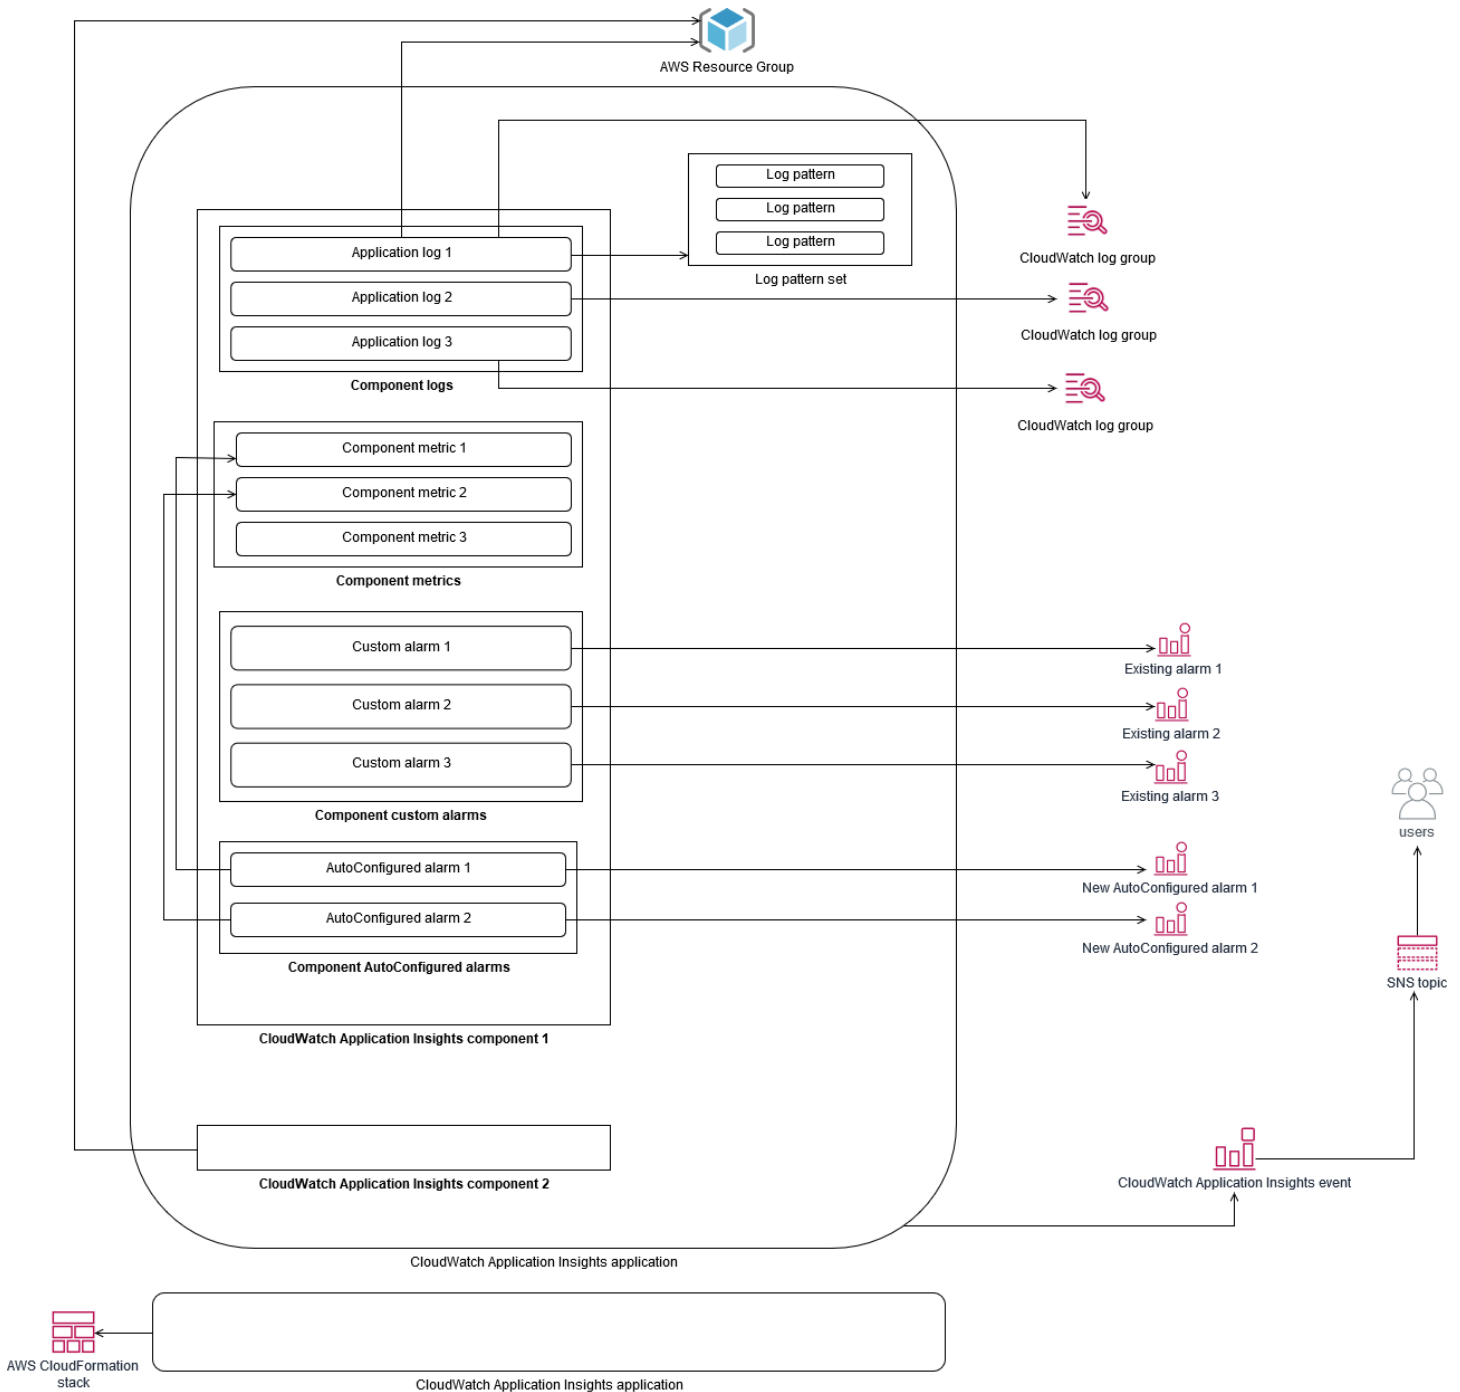 AWS Resource Group
Log pattern
Log pattern
Log pattern
Log pattern set
Application log 1
Application log 2
Application log 3
Component logs
CloudWatch log group
CloudWatch log group
CloudWatch log group
Component metric 1
Component metric 2
Component metric 3
Component metrics
Custom alarm 1
Custom alarm 2
Custom alarm 3
Component custom alarms
Existing alarm 1
Existing alarm 2
Existing alarm 3
users
AutoConfigured alarm 1
AutoConfigured alarm 2
Component AutoConfigured alarms
New AutoConfigured alarm 1
New AutoConfigured alarm 2
SNS topic
CloudWatch Application Insights component 1
CloudWatch Application Insights component 2
CloudWatch Application Insights event
CloudWatch Application Insights application
AWS CloudFormation
stack
CloudWatch Application Insights application